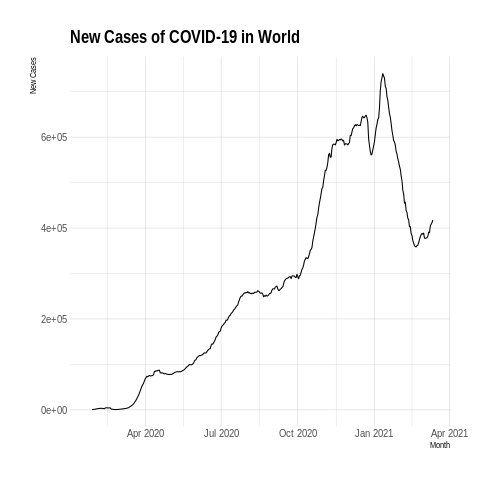 New Cases of COVID-19 in World
New Cases
6e+05
4e+05
2e+05
0e+00
Apr 2020
Jul 2020
Oct 2020
Jan 2021
Apr 2021
Month